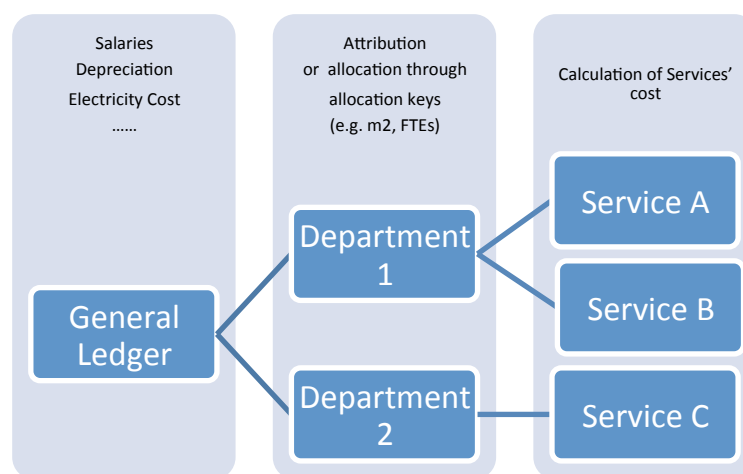 Salaries
Depreciation
Electricity Cost
......
Attribution
or allocation through
allocation keys
(e.g. m2, FTEs)
Calculation of Services'
cost
General
Ledger
Department
1
Department
2
Service A
Service B
Service C